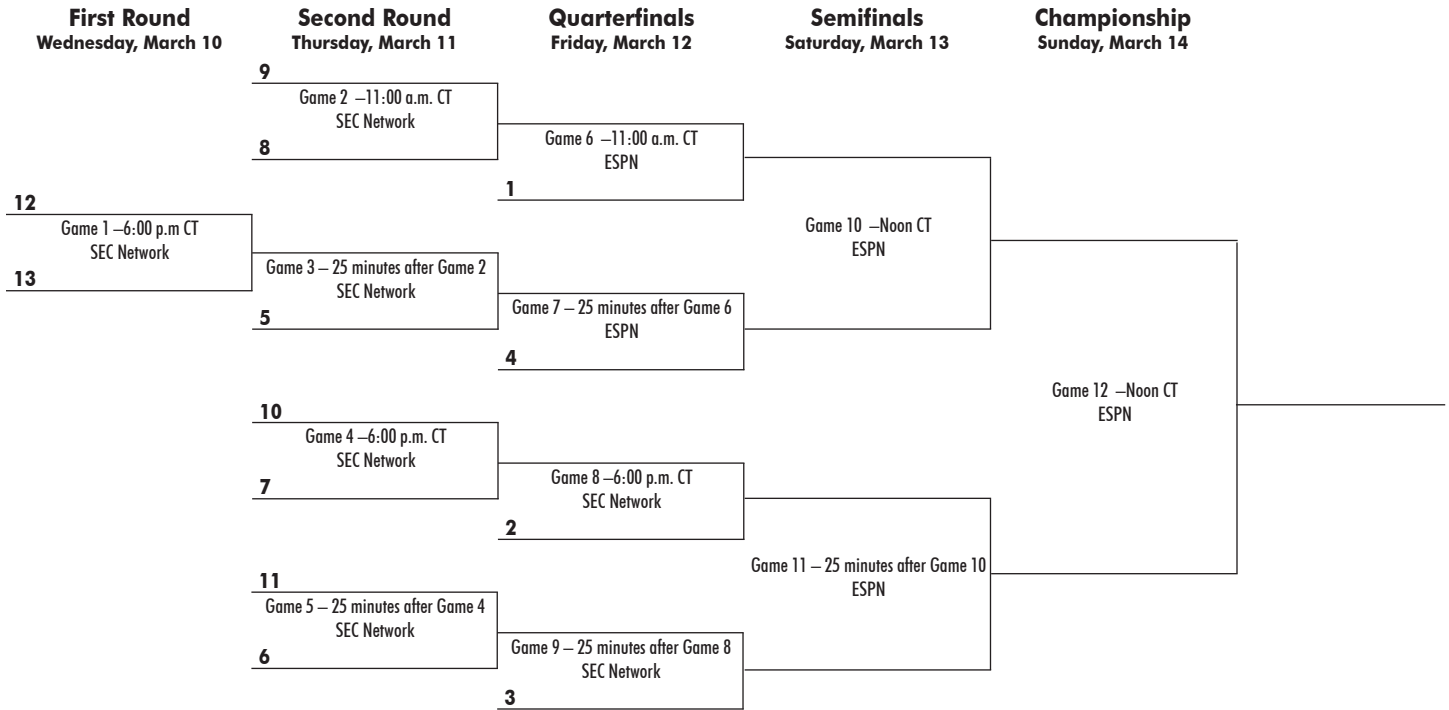 First Round
Wednesday, March 10
Second Round
Thursday, March 11
Quarterfinals
Friday, March 12
Semifinals
Saturday, March 13
Championship
Sunday, March 14
12
Game 1 –6:00 p.m CT
SEC Network
13
9
Game 2 –11:00 a.m. CT
SEC Network
8
Game 3 – 25 minutes after Game 2
SEC Network
5
10
Game 4 –6:00 p.m. CT
SEC Network
7
11
Game 5 – 25 minutes after Game 4
SEC Network
6
Game 6 –11:00 a.m. CT
ESPN
1
Game 7 – 25 minutes after Game 6
ESPN
4
Game 8 –6:00 p.m. CT
SEC Network
2
Game 9 – 25 minutes after Game 8
SEC Network
3
Game 10 –Noon CT
ESPN
Game 11 – 25 minutes after Game 10
ESPN
Game 12 –Noon CT
ESPN